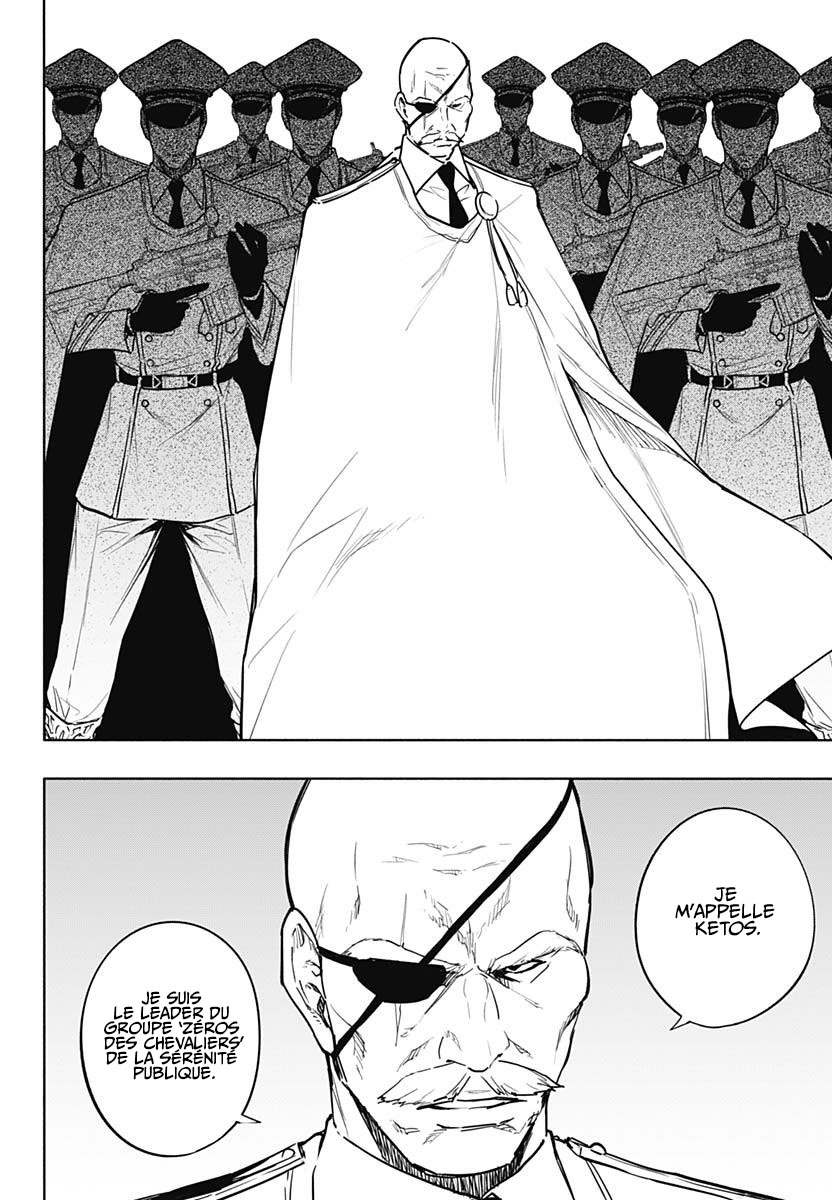 JE
M'APPELLE
KETOS.
JE SUIS
LE LEADER DU
GROUPE 'ZÉROS
DES CHEVALIERS'
DE LA SÉRÉNITÉ
PUBLIQUE.